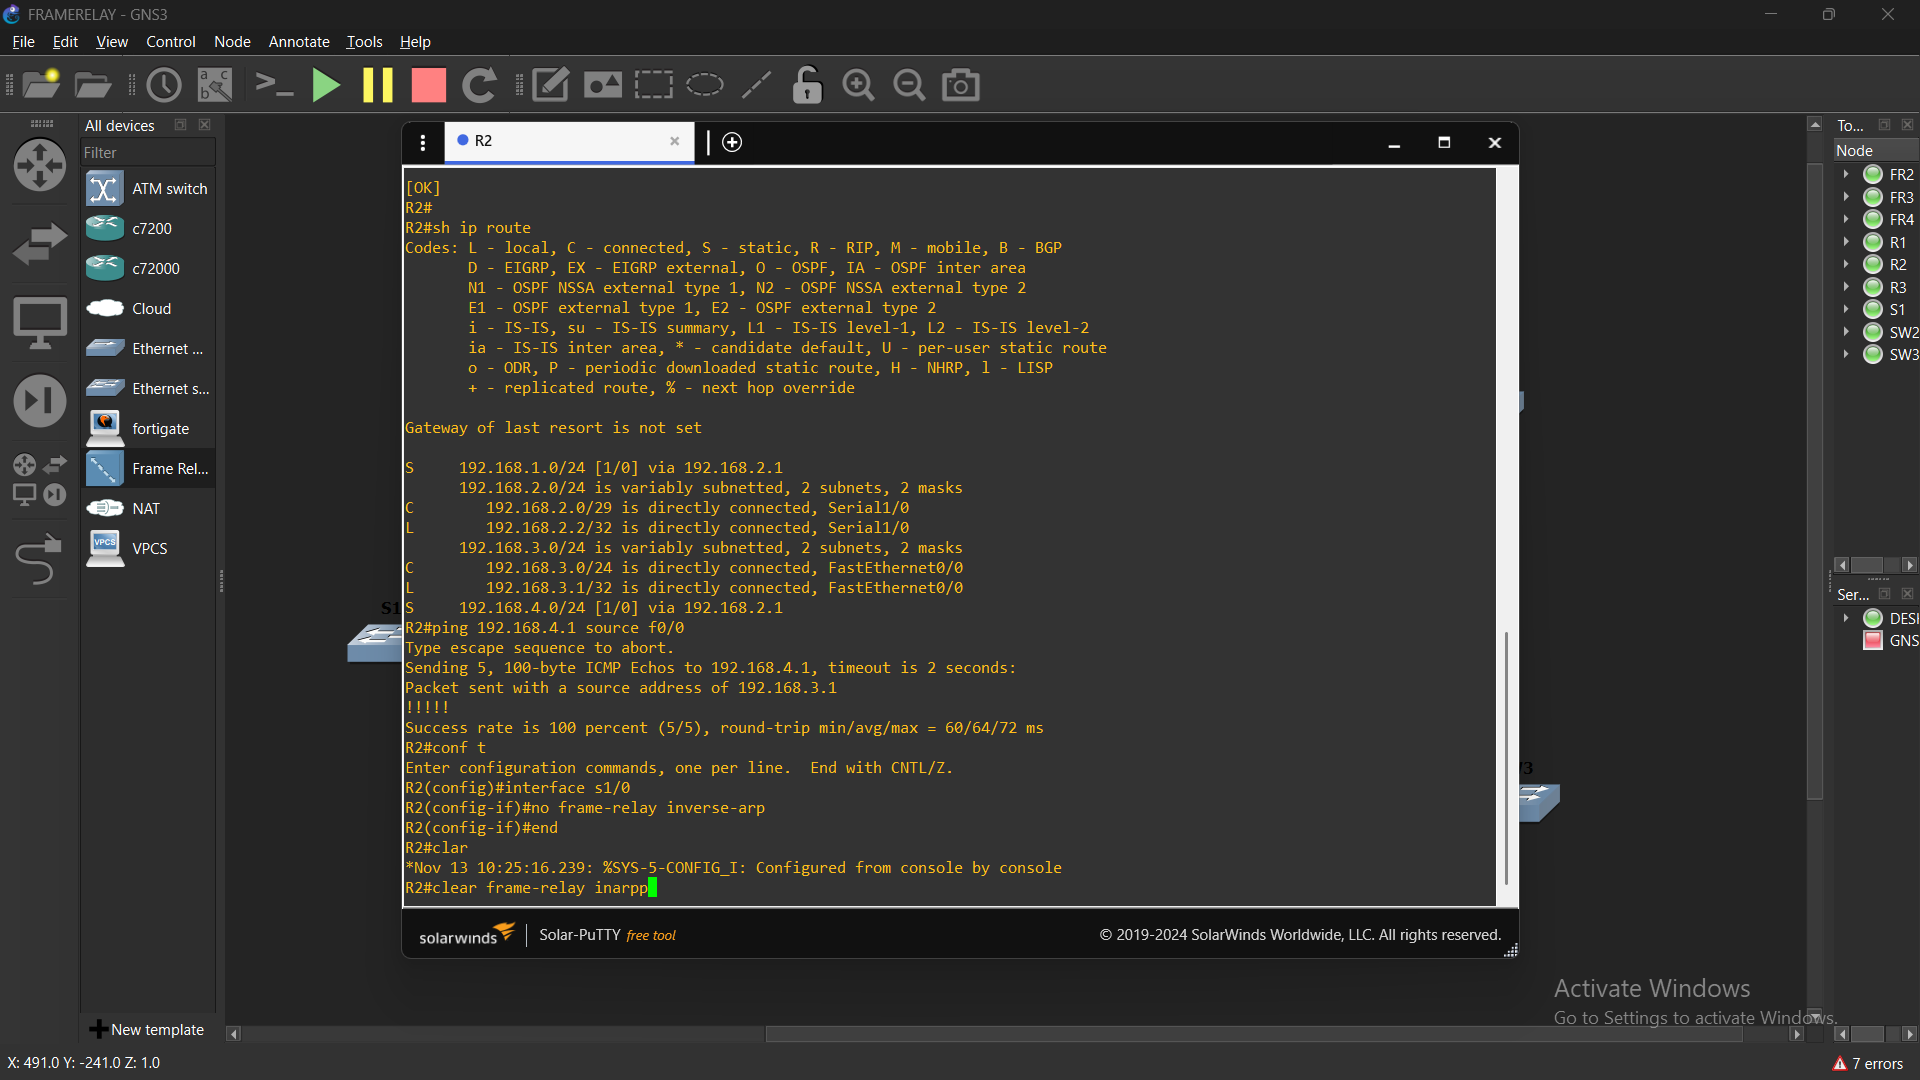 FRAMERELAY - GNS3
File Edit View Control Node Annotate Tools Help
All devices
Filter
ATM switch
c7200
c72000
Cloud
Ethernet ...
Ethernet s...
fortigate
Frame Rel...
NAT
VPCS
New template
R2
[OK]
R2#
R2#sh ip route
Codes: L - local, C - connected, S - static, R - RIP, M - mobile, B - BGP
D - EIGRP, EX - EIGRP external, O - OSPF, IA - OSPF inter area
N1 - OSPF NSSA external type 1, N2 - OSPF NSSA external type 2
E1 - OSPF external type 1, E2 - OSPF external type 2
i - IS-IS, su - IS-IS summary, L1 - IS-IS level-1, L2 - IS-IS level-2
ia - IS-IS inter area, * - candidate default, U - per-user static route
o - ODR, P - periodic downloaded static route, H - NHRP, l - LISP
+ - replicated route, % - next hop override
Gateway of last resort is not set
S 192.168.1.0/24 [1/0] via 192.168.2.1
192.168.2.0/24 is variably subnetted, 2 subnets, 2 masks
C 192.168.2.0/29 is directly connected, Serial1/0
L 192.168.2.2/32 is directly connected, Serial1/0
192.168.3.0/24 is variably subnetted, 2 subnets, 2 masks
C 192.168.3.0/24 is directly connected, FastEthernet0/0
L 192.168.3.1/32 is directly connected, FastEthernet0/0
S 192.168.4.0/24 [1/0] via 192.168.2.1
R2#ping 192.168.4.1 source f0/0
Type escape sequence to abort.
Sending 5, 100-byte ICMP Echos to 192.168.4.1, timeout is 2 seconds:
Packet sent with a source address of 192.168.3.1
!!!!!
Success rate is 100 percent (5/5), round-trip min/avg/max = 60/64/72 ms
R2#conf t
Enter configuration commands, one per line.  End with CNTL/Z.
R2(config)#interface s1/0
R2(config-if)#no frame-relay inverse-arp
R2(config-if)#end
R2#clar
*Nov 13 10:25:16.239: %SYS-5-CONFIG_I: Configured from console by console
R2#clear frame-relay inarpp
solarwinds Solar-PuTTY free tool
© 2019-2024 SolarWinds Worldwide, LLC. All rights reserved.
S1
To...
Node
FR2
FR3
FR4
R1
R2
R3
S1
SW2
SW3
Ser...
DESI
GNS
Activate Windows
Go to Settings to activate Windows.
X: 491.0 Y: -241.0 Z: 1.0
7 errors